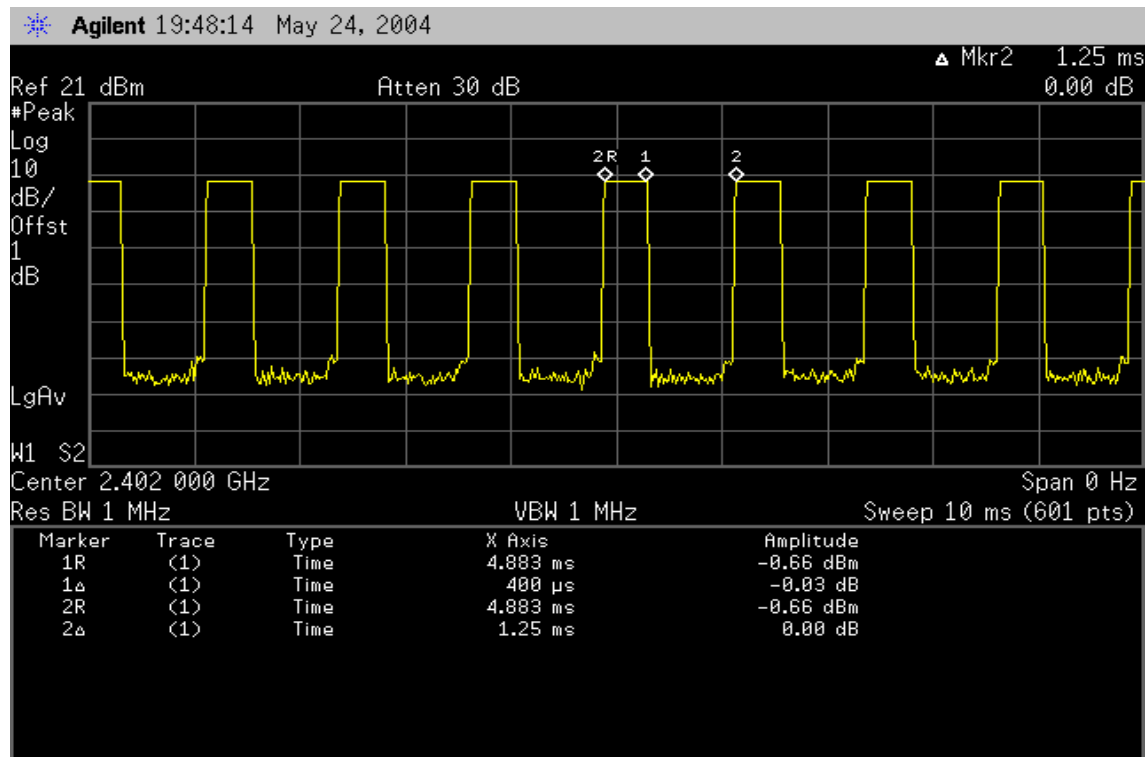 Agilent 19:48:14 May 24, 2004
▵ Mkr2 1.25 ms
Ref 21 dBm Atten 30 dB 0.00 dB
#Peak
Log
10
dB/
Offst
1
dB
2R 1 2
LgAv
W1 S2
Center 2.402 000 GHz Span 0 Hz
Res BW 1 MHz VBW 1 MHz Sweep 10 ms (601 pts)
Marker Trace Type X Axis Amplitude
1R (1) Time 4.883 ms -0.66 dBm
1▵ (1) Time 400 µs -0.03 dB
2R (1) Time 4.883 ms -0.66 dBm
2▵ (1) Time 1.25 ms 0.00 dB